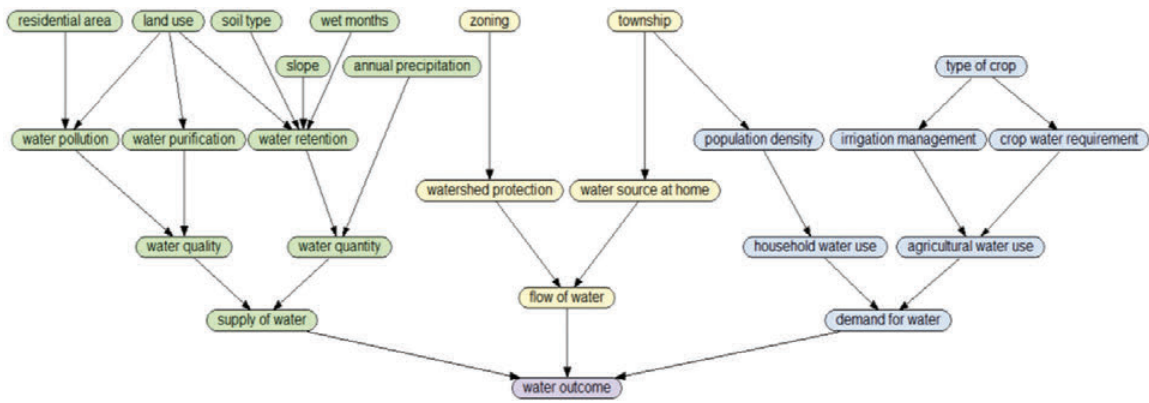 residential area
land use
soil type
wet months
zoning
township
slope
annual precipitation
type of crop
water pollution
water purification
water retention
population density
irrigation management
crop water requirement
watershed protection
water source at home
water quality
water quantity
household water use
agricultural water use
flow of water
supply of water
demand for water
water outcome